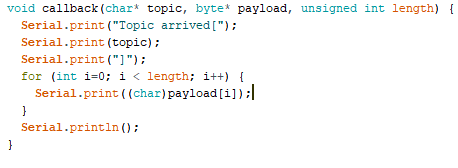 void callback(char* topic, byte* payload, unsigned int length) {
  Serial.print("Topic arrived[");
  Serial.print(topic);
  Serial.print("]");
  for (int i=0; i < length; i++) {
    Serial.print((char)payload[i]);
  }
  Serial.println();
}